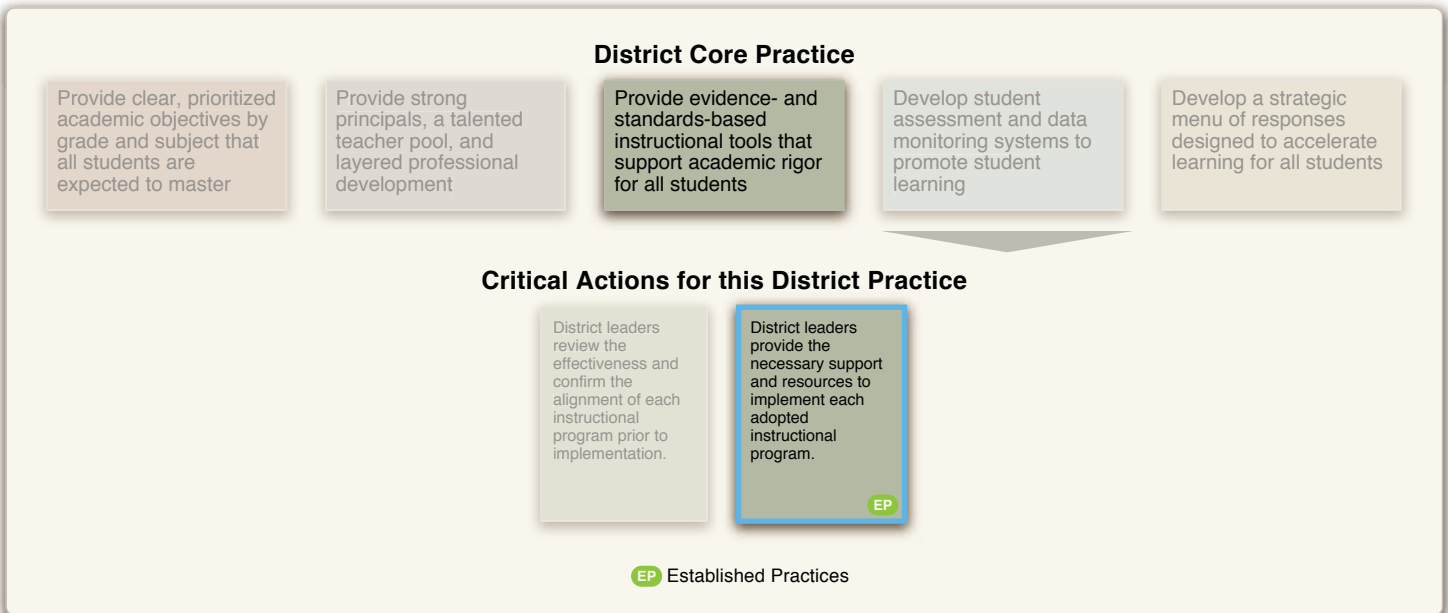 District Core Practice
Provide clear, prioritized
academic objectives by
grade and subject that
all students are
expected to master
Provide strong
principals, a talented
teacher pool, and
layered professional
development
Provide evidence- and
standards-based
instructional tools that
support academic rigor
for all students
Develop student
assessment and data
monitoring systems to
promote student
learning
Develop a strategic
menu of responses
designed to accelerate
learning for all students
Critical Actions for this District Practice
District leaders
review the
effectiveness and
confirm the
alignment of each
instructional
program prior to
implementation.
District leaders
provide the
necessary support
and resources to
implement each
adopted
instructional
program.
EP
EP Established Practices